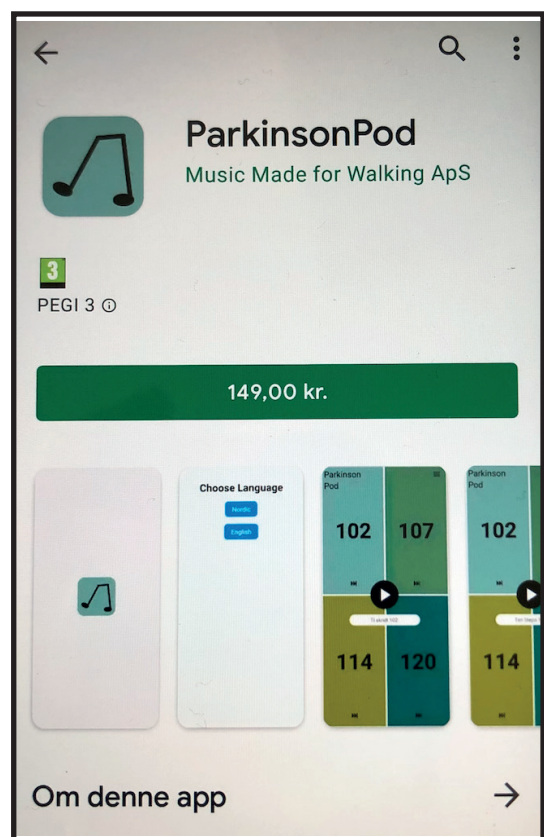 ParkinsonPod
Music Made for Walking ApS
3
PEGI 3
149,00 kr.
Choose Language
Nordic
English
Parkinson
Pod
102
107
114
120
Parkinson
Pod
102
114
Om denne app